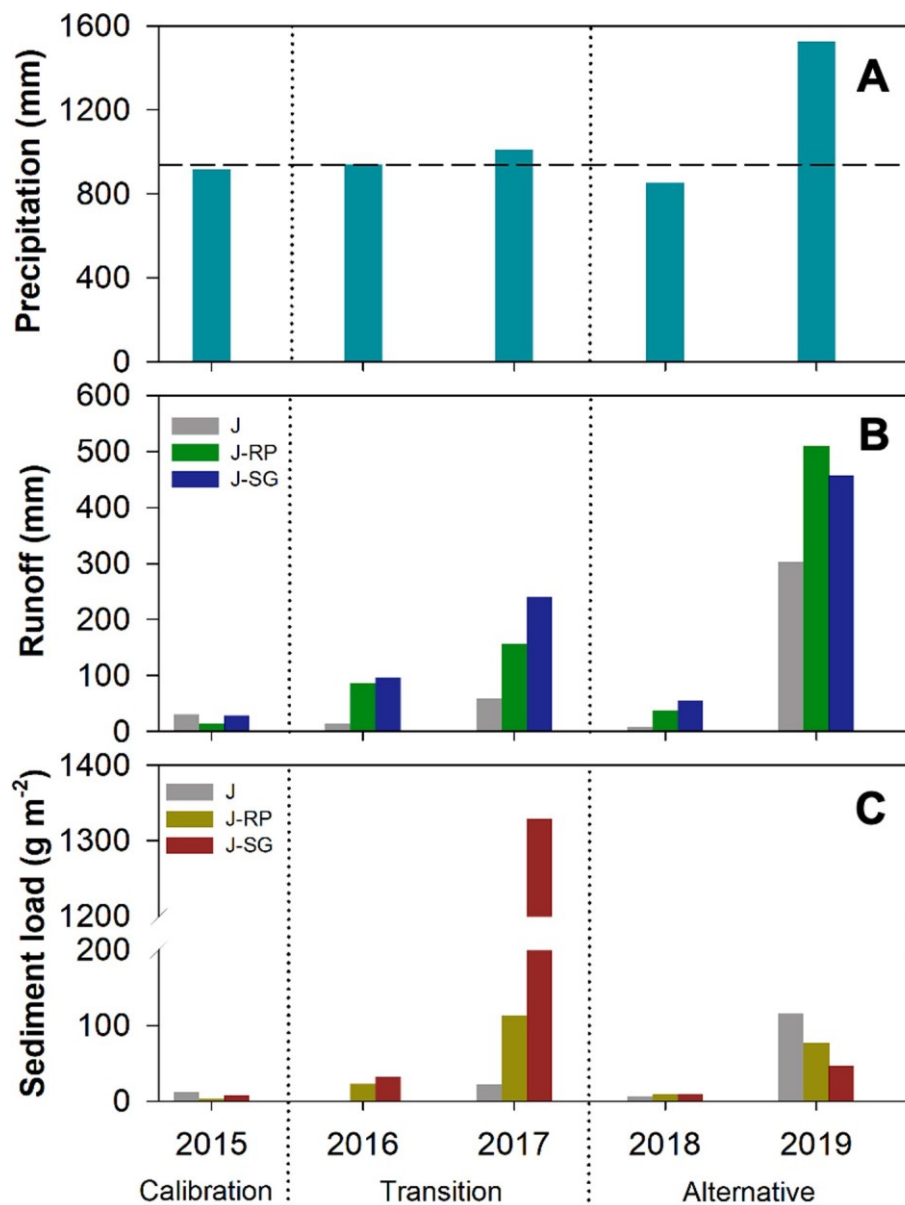 A
Precipitation (mm)
1600
1200
800
400
0
B
Runoff (mm)
600
500
400
300
200
100
0
J
J-RP
J-SG
C
Sediment load (g m-2)
1400
1300
1200
200
100
0
J
J-RP
J-SG
2015 2016 2017 2018 2019
Calibration Transition Alternative